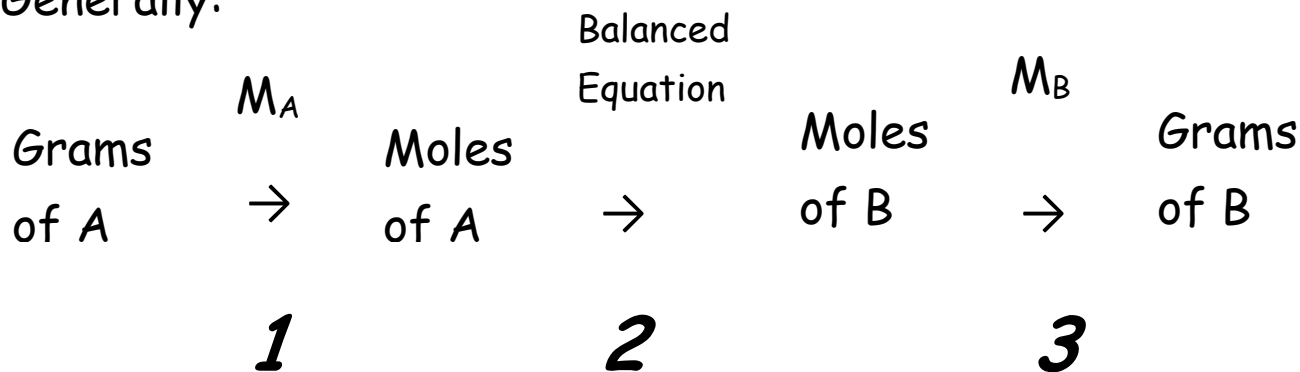 Generally:
Balanced
Equation
M_A
M_B
Grams
of A
→
Moles
of A
→
Moles
of B
→
Grams
of B
1
2
3